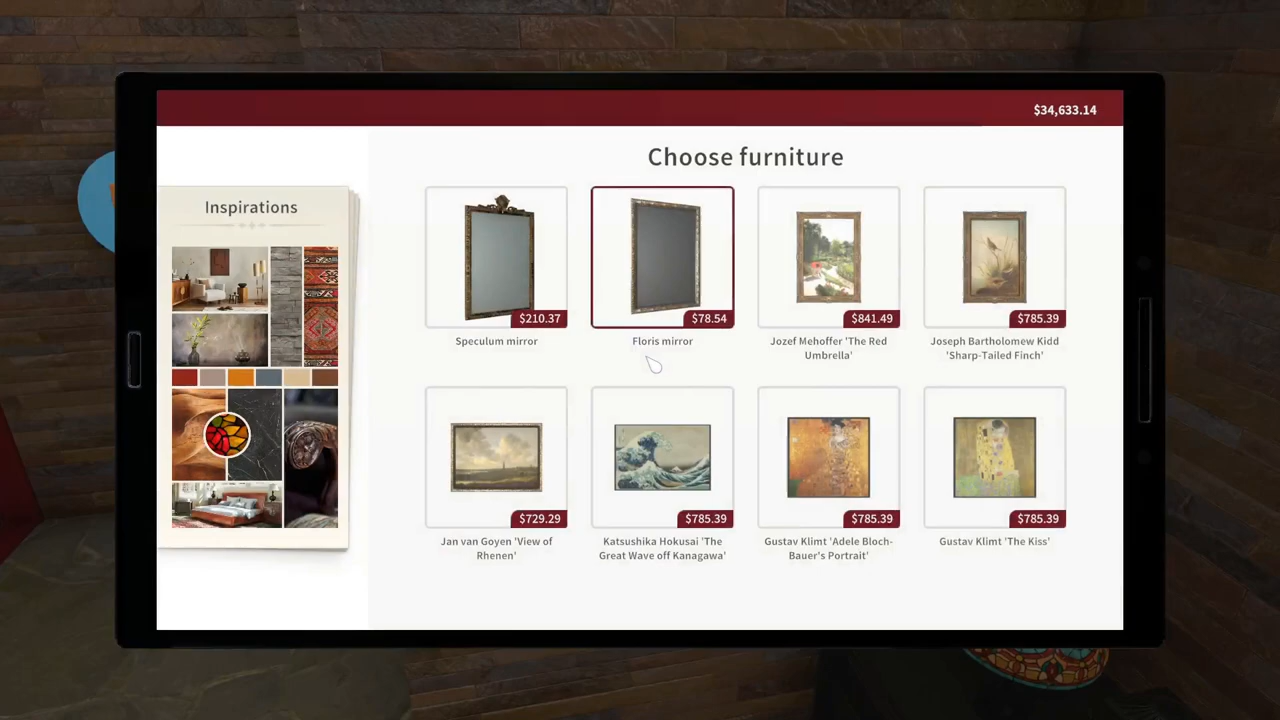 $34,633.14
Choose furniture
Inspirations
$210.37
$78.54
$841.49
$785.39
Speculum mirror
Floris mirror
Jozef Mehoffer 'The Red
Umbrella'
Joseph Bartholomew Kidd
'Sharp-Tailed Finch'
$729.29
$785.39
$785.39
$785.39
Jan van Goyen 'View of
Rhenen'
Katsushika Hokusai 'The
Great Wave off Kanagawa'
Gustav Klimt 'Adele Bloch-
Bauer's Portrait'
Gustav Klimt 'The Kiss'